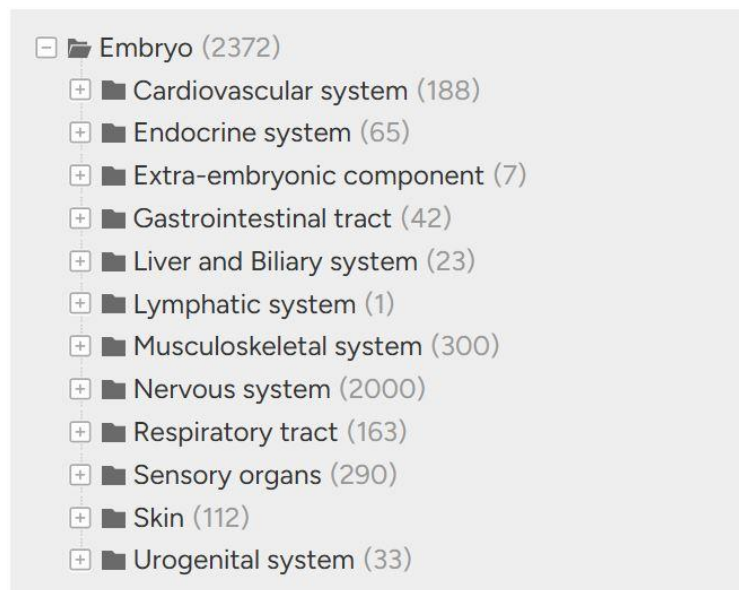 Embryo (2372)
Cardiovascular system (188)
Endocrine system (65)
Extra-embryonic component (7)
Gastrointestinal tract (42)
Liver and Biliary system (23)
Lymphatic system (1)
Musculoskeletal system (300)
Nervous system (2000)
Respiratory tract (163)
Sensory organs (290)
Skin (112)
Urogenital system (33)